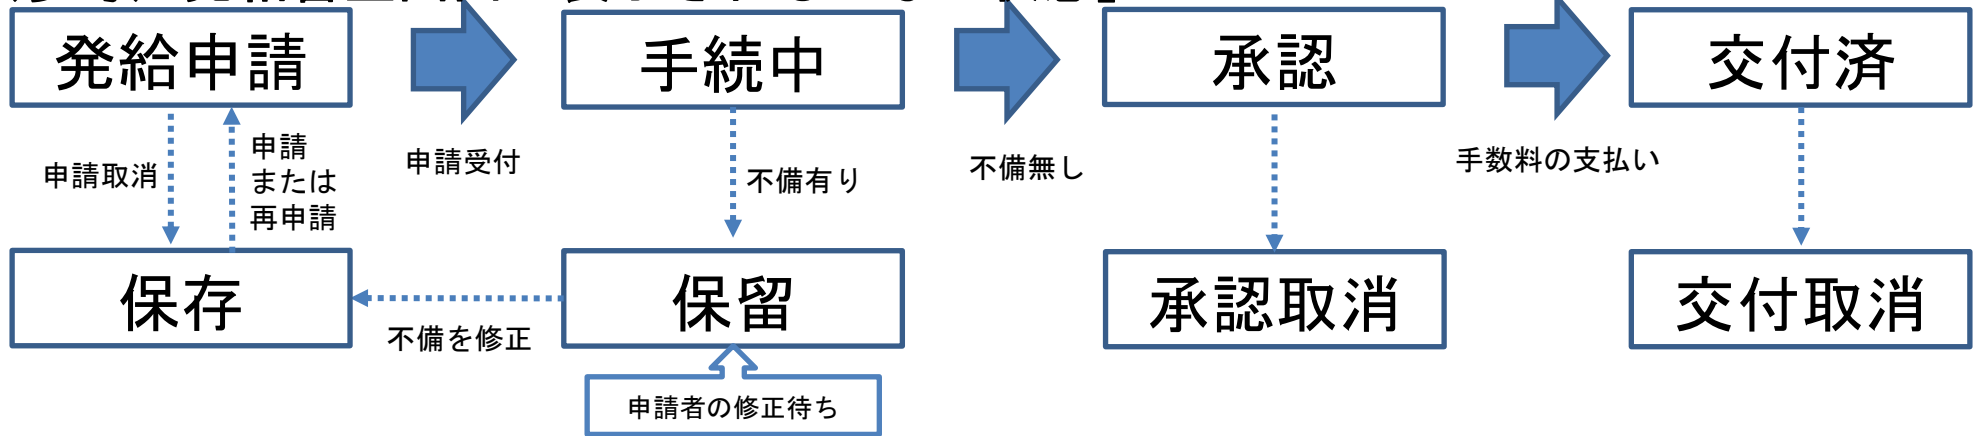 発給申請
手続中
承認
交付済
申請取消
申請
または
再申請
申請受付
不備有り
不備無し
手数料の支払い
保存
保留
承認取消
交付取消
不備を修正
申請者の修正待ち